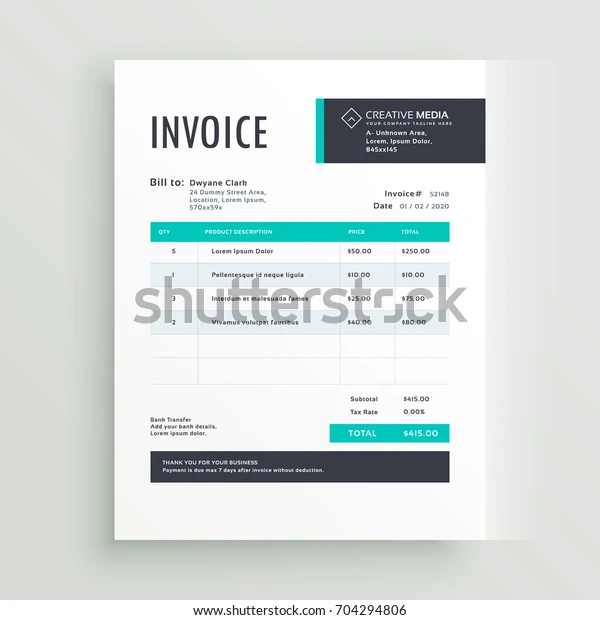 INVOICE
CREATIVE MEDIA
YOUR COMPANY TAGLINE HERE
A- Unknown Area,
Lorem Ipsum Lorem,
845xx145
Bill to: Dwyane Clark
24 Dummy Street Area,
Location, Lorem Ipsum,
570xx59x
Invoice# 52148
Date 01 / 02 / 2020
QTY PRODUCT DESCRIPTION PRICE TOTAL
5 Lorem Ipsum Dolor $50.00 $250.00
1 Pellentesque id neque ligula $10.00 $10.00
3 Interdum et malesuada fames $25.00 $75.00
2 Vivamus volutpat faucibus $40.00 $80.00
shutterstock
Subtotal $415.00
Tax Rate 0.00%
Bank Transfer
Add your bank details,
Lorem ipsum dolor.
TOTAL $415.00
THANK YOU FOR YOUR BUSINESS
Payment is due max 7 days after invoice without deduction.
shutterstock.com · 704294806